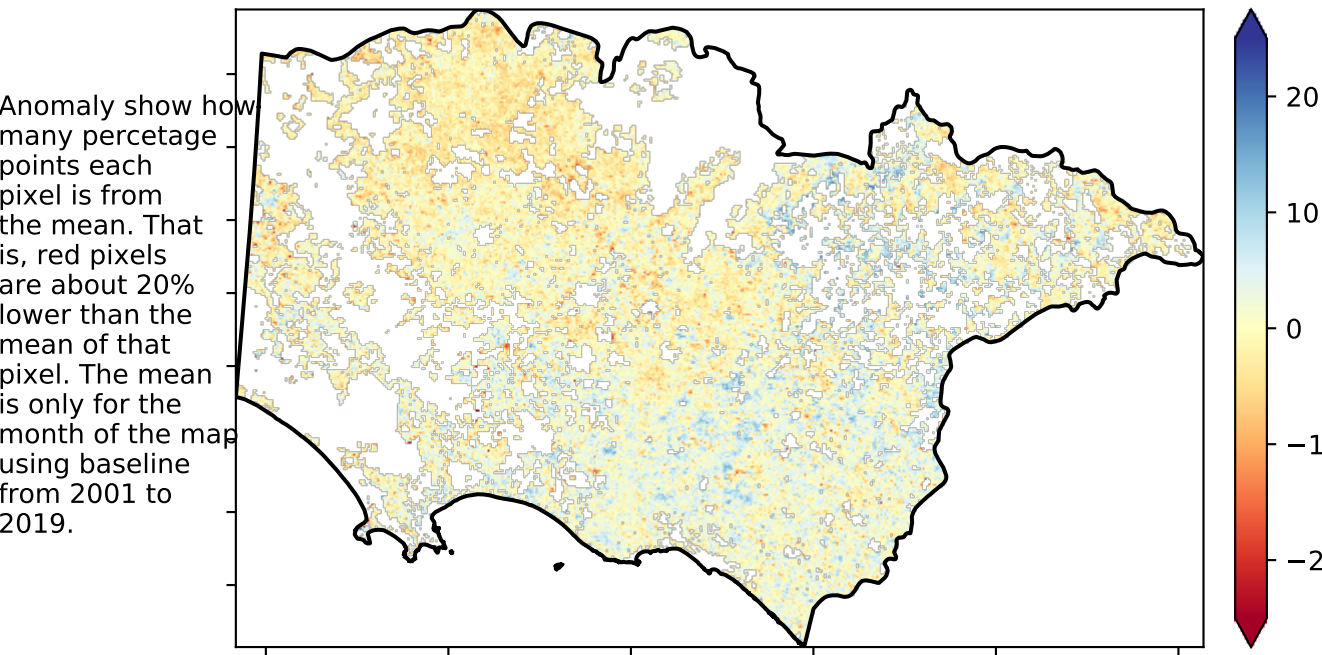 Anomaly show how
many percetage
points each
pixel is from
the mean. That
is, red pixels
are about 20%
lower than the
mean of that
pixel. The mean
is only for the
month of the map
using baseline
from 2001 to
2019.
20
10
0
−1
−2